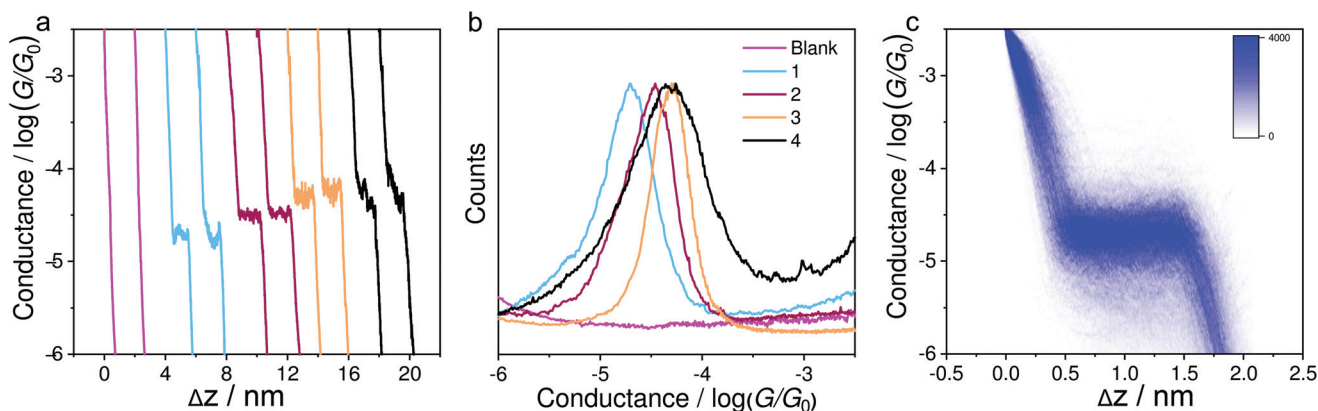 a
Conductance / log(G/G₀)
-3
-4
-5
-6
0 4 8 12 16 20
Δz / nm
b
Counts
Blank
1
2
3
4
-6 -5 -4 -3
Conductance / log(G/G₀)
c
Conductance / log(G/G₀)
-3
-4
-5
-6
4000
0
-0.5 0.0 0.5 1.0 1.5 2.0 2.5
Δz / nm